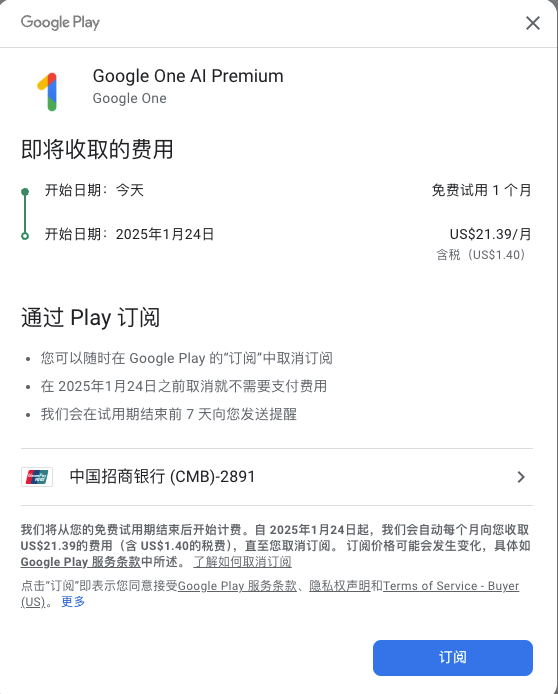 Google Play
Google One AI Premium
Google One
即将收取的费用
开始日期：今天
免费试用 1 个月
开始日期：2025年1月24日
US$21.39/月
含税（US$1.40）
通过 Play 订阅
您可以随时在 Google Play 的“订阅”中取消订阅
在 2025年1月24日之前取消就不需要支付费用
我们会在试用期结束前 7 天向您发送提醒
中国招商银行 (CMB)-2891
我们将从您的免费试用期结束后开始计费。自 2025年1月24日起，我们会自动每个月向您收取
US$21.39的费用（含 US$1.40的税费），直至您取消订阅。 订阅价格可能会发生变化，具体如
Google Play 服务条款中所述。 了解如何取消订阅
点击“订阅”即表示您同意接受Google Play 服务条款、隐私权声明和Terms of Service - Buyer
(US)。 更多
订阅